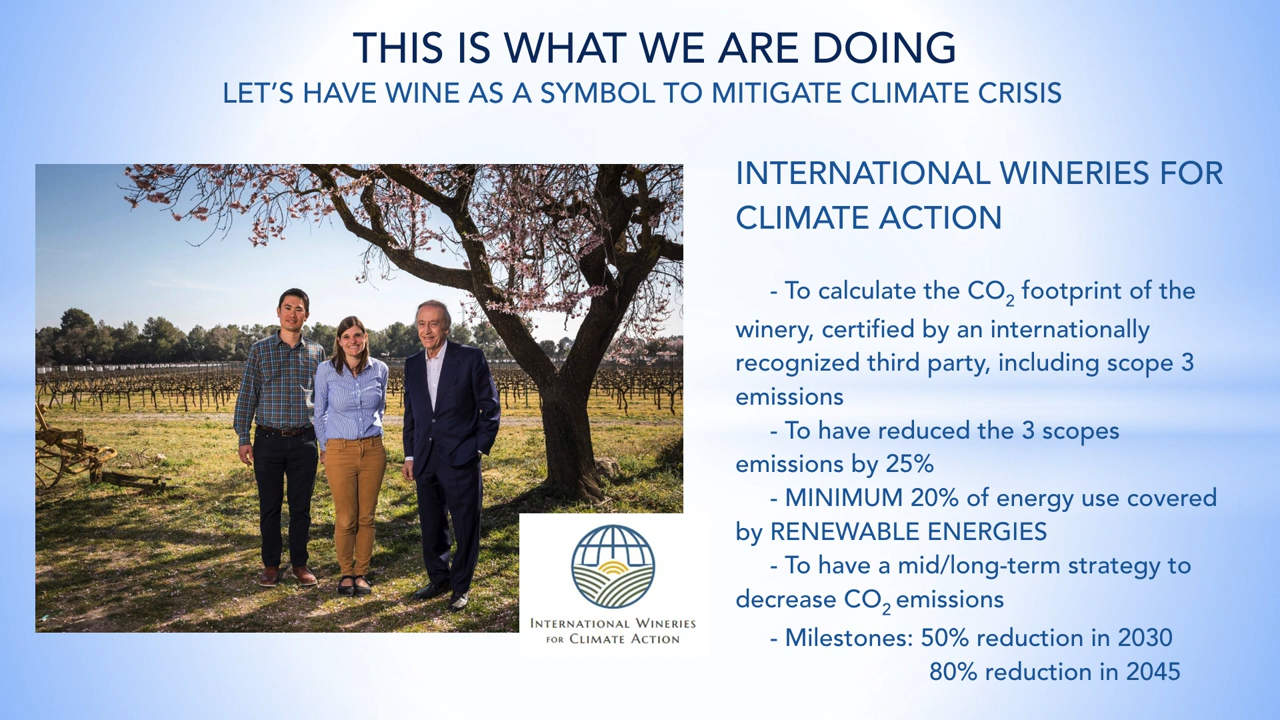 THIS IS WHAT WE ARE DOING
LET'S HAVE WINE AS A SYMBOL TO MITIGATE CLIMATE CRISIS
INTERNATIONAL WINERIES FOR
CLIMATE ACTION
- To calculate the CO₂ footprint of the
winery, certified by an internationally
recognized third party, including scope 3
emissions
- To have reduced the 3 scopes
emissions by 25%
- MINIMUM 20% of energy use covered
by RENEWABLE ENERGIES
- To have a mid/long-term strategy to
decrease CO₂ emissions
- Milestones: 50% reduction in 2030
80% reduction in 2045
INTERNATIONAL WINERIES
FOR CLIMATE ACTION